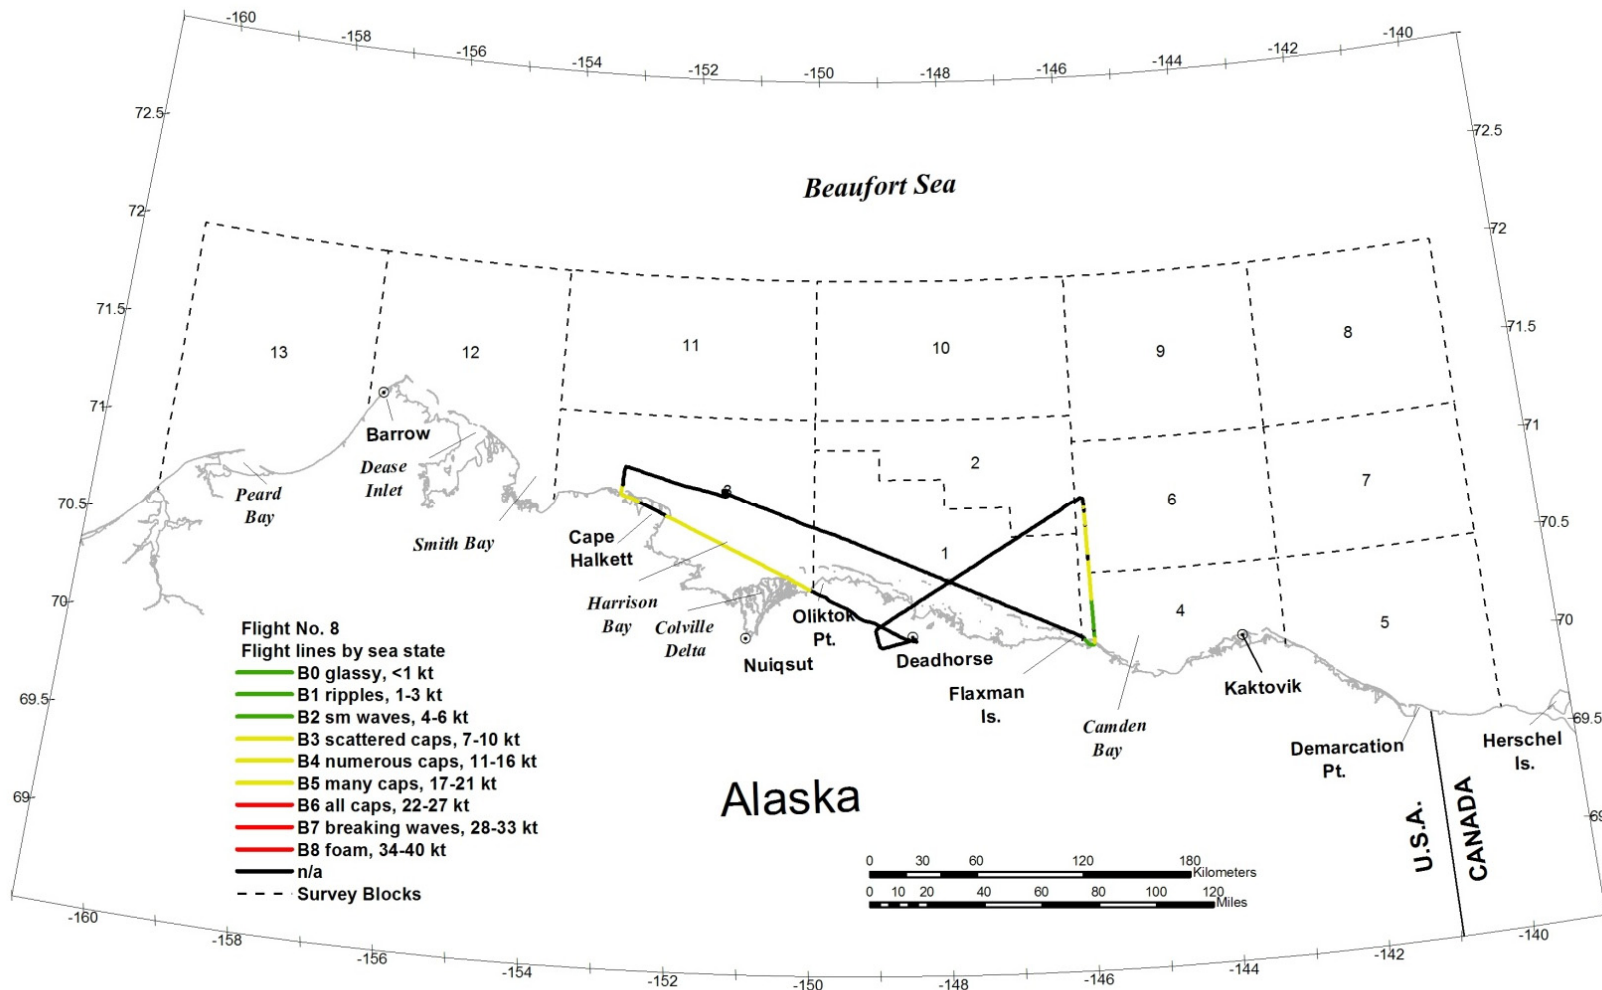 -160
-158
-156
-154
-152
-150
-148
-146
-144
-142
-140
72.5
72.5
Beaufort Sea
72
72
71.5
71.5
13
12
11
10
9
8
71
71
Barrow
Dease
Inlet
Peard
Bay
Smith Bay
2
6
7
70.5
70.5
Cape
Halkett
1
Harrison
Bay
Colville
Delta
Oliktok
Pt.
Nuiqsut
Deadhorse
Flaxman
Is.
4
5
70
70
Camden
Bay
Kaktovik
Demarcation
Pt.
Herschel
Is.
69.5
69.5
Flight No. 8
Flight lines by sea state
B0 glassy, <1 kt
B1 ripples, 1-3 kt
B2 sm waves, 4-6 kt
B3 scattered caps, 7-10 kt
B4 numerous caps, 11-16 kt
B5 many caps, 17-21 kt
B6 all caps, 22-27 kt
B7 breaking waves, 28-33 kt
B8 foam, 34-40 kt
n/a
Survey Blocks
69
Alaska
U.S.A.
CANADA
0 30 60 120 180
Kilometers
0 10 20 40 60 80 100 120
Miles
-160
-158
-156
-154
-152
-150
-148
-146
-144
-142
-140